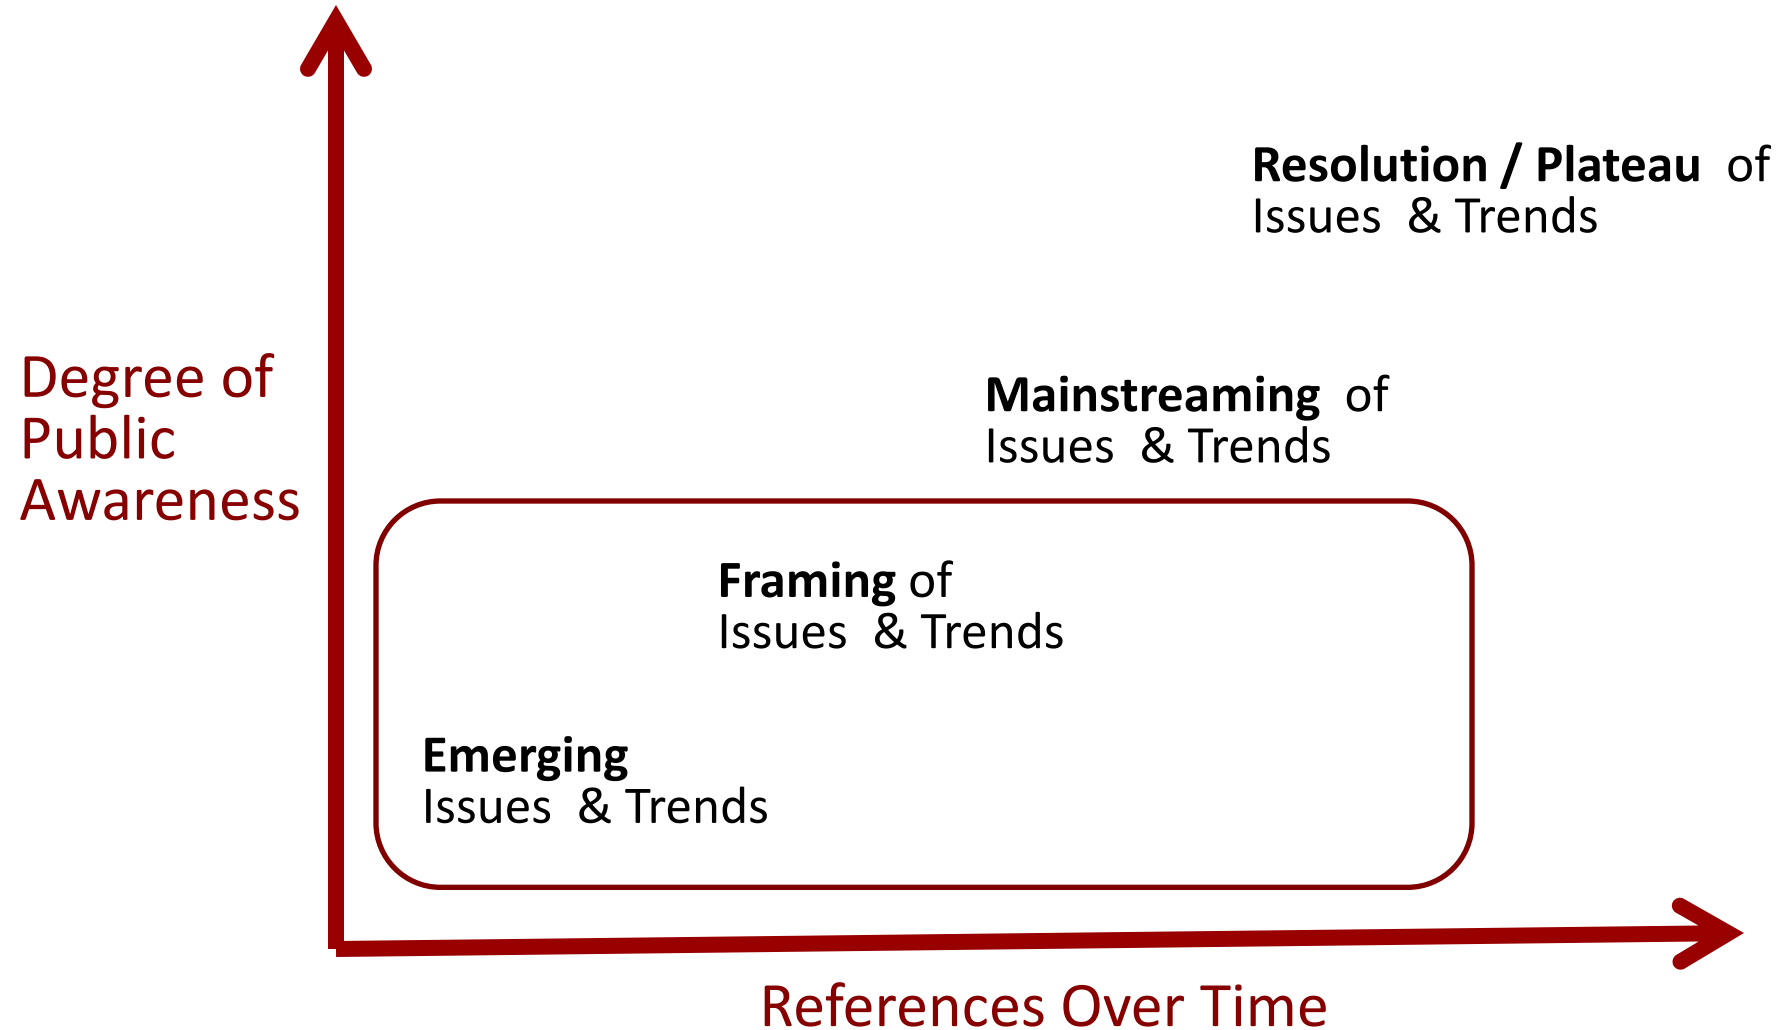 Resolution / Plateau of
Issues & Trends
Degree of
Public
Awareness
Mainstreaming of
Issues & Trends
Framing of
Issues & Trends
Emerging
Issues & Trends
References Over Time